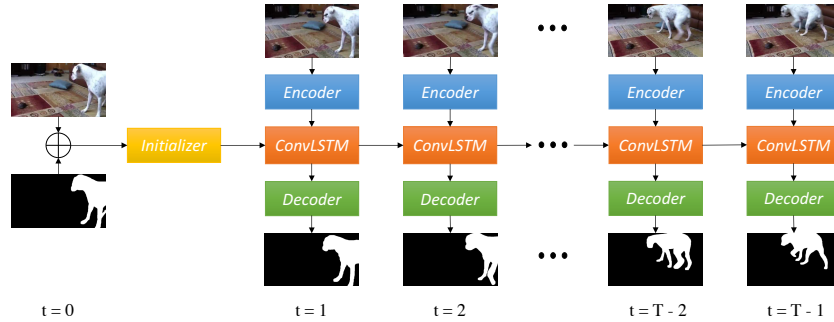 Encoder Encoder Encoder Encoder
Initializer ConvLSTM ConvLSTM ConvLSTM ConvLSTM
Decoder Decoder Decoder Decoder
t = 0 t = 1 t = 2 t = T - 2 t = T - 1